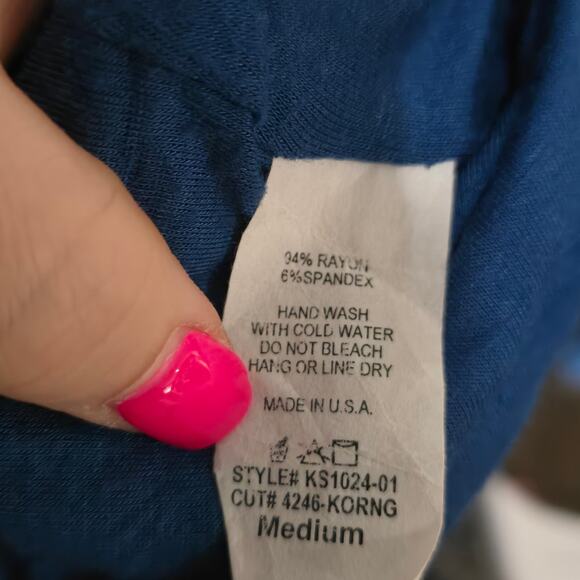 94% RAYON
6%SPANDEX
HAND WASH
WITH COLD WATER
DO NOT BLEACH
HANG OR LINE DRY
MADE IN U.S.A.
STYLE# KS1024-01
CUT# 4246-KORNG
Medium